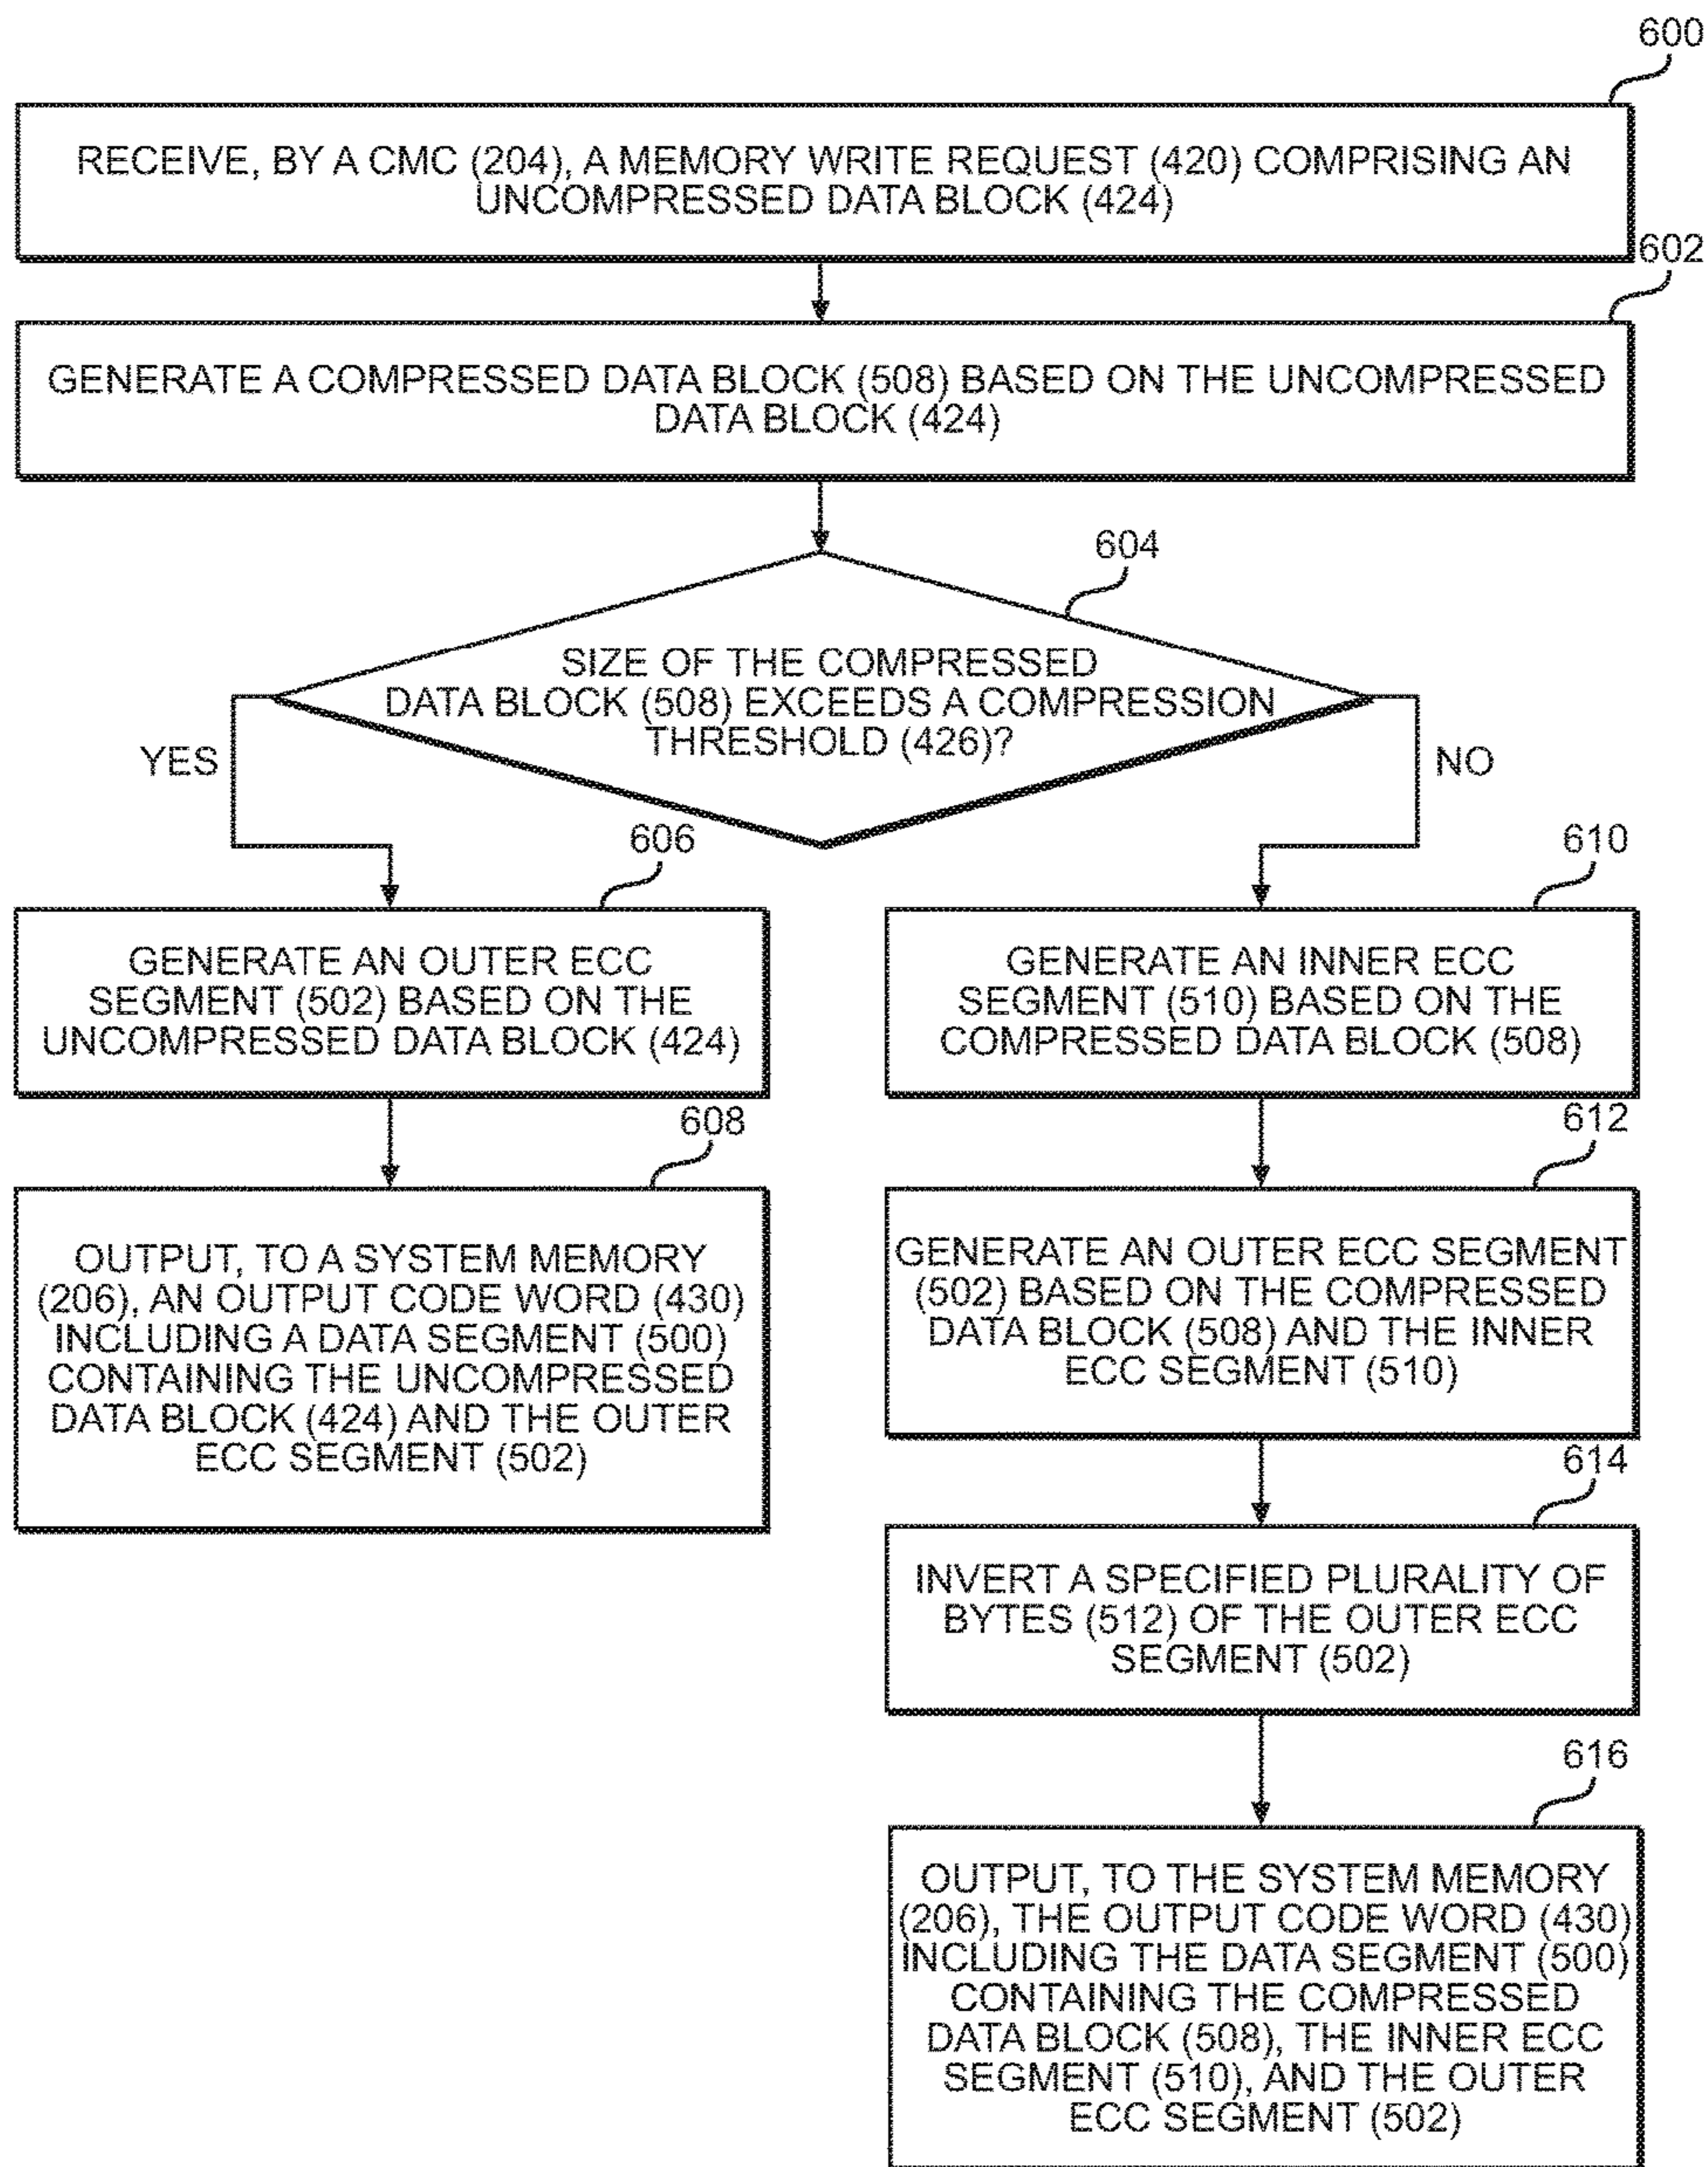 600
RECEIVE, BY A CMC (204), A MEMORY WRITE REQUEST (420) COMPRISING AN
UNCOMPRESSED DATA BLOCK (424)
602
GENERATE A COMPRESSED DATA BLOCK (508) BASED ON THE UNCOMPRESSED
DATA BLOCK (424)
604
SIZE OF THE COMPRESSED
DATA BLOCK (508) EXCEEDS A COMPRESSION
THRESHOLD (426)?
YES
NO
606
GENERATE AN OUTER ECC
SEGMENT (502) BASED ON THE
UNCOMPRESSED DATA BLOCK (424)
608
OUTPUT, TO A SYSTEM MEMORY
(206), AN OUTPUT CODE WORD (430)
INCLUDING A DATA SEGMENT (500)
CONTAINING THE UNCOMPRESSED
DATA BLOCK (424) AND THE OUTER
ECC SEGMENT (502)
610
GENERATE AN INNER ECC
SEGMENT (510) BASED ON THE
COMPRESSED DATA BLOCK (508)
612
GENERATE AN OUTER ECC SEGMENT
(502) BASED ON THE COMPRESSED
DATA BLOCK (508) AND THE INNER
ECC SEGMENT (510)
614
INVERT A SPECIFIED PLURALITY OF
BYTES (512) OF THE OUTER ECC
SEGMENT (502)
616
OUTPUT, TO THE SYSTEM MEMORY
(206), THE OUTPUT CODE WORD (430)
INCLUDING THE DATA SEGMENT (500)
CONTAINING THE COMPRESSED
DATA BLOCK (508), THE INNER ECC
SEGMENT (510), AND THE OUTER
ECC SEGMENT (502)